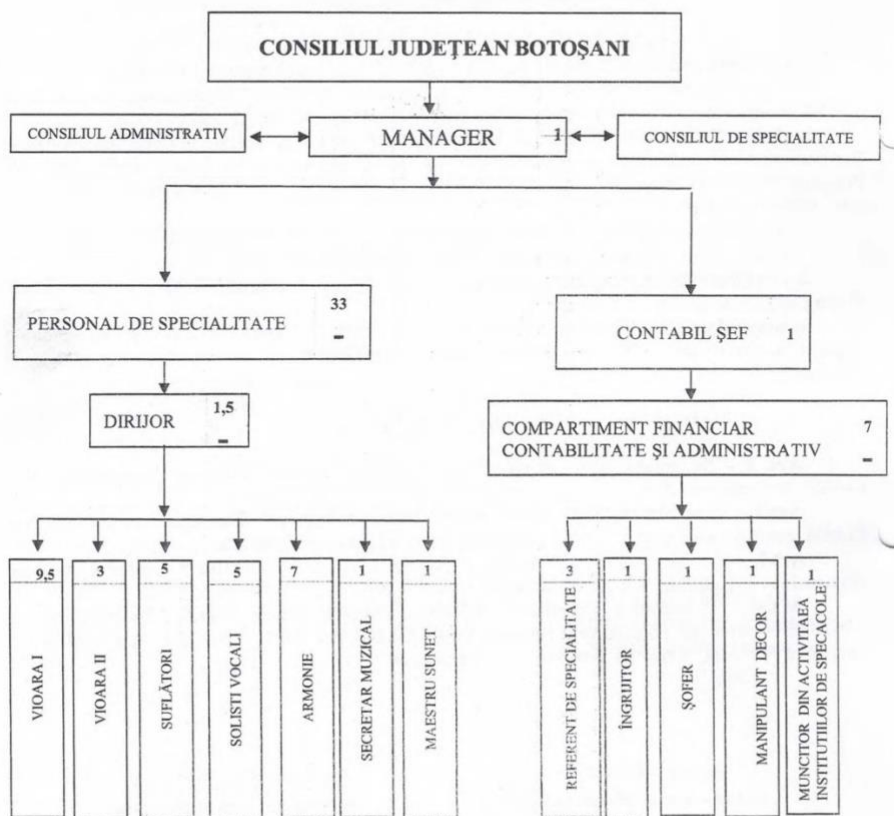 CONSILIUL JUDEȚEAN BOTOȘANI
CONSILIUL ADMINISTRATIV
MANAGER 1
CONSILIUL DE SPECIALITATE
PERSONAL DE SPECIALITATE 33
-
CONTABIL ȘEF 1
DIRIJOR 1,5
-
COMPARTIMENT FINANCIAR 7
CONTABILITATE ȘI ADMINISTRATIV -
9,5
VIOARA I
3
VIOARA II
5
SUFLĂTORI
5
SOLISTI VOCALI
7
ARMONIE
1
SECRETAR MUZICAL
1
MAESTRU SUNET
3
REFERENT DE SPECIALITATE
1
ÎNGRIJITOR
1
ȘOFER
1
MANIPULANT DECOR
1
MUNCITOR DIN ACTIVITAEA
INSTITUTIILOR DE SPECACOLE